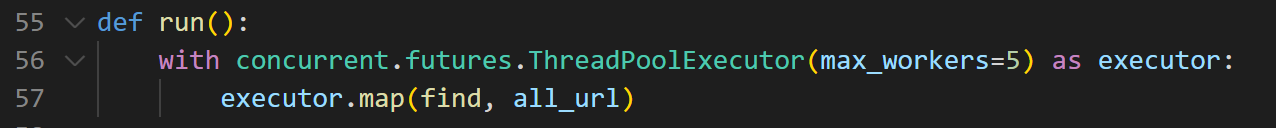 55 def run():
56 with concurrent.futures.ThreadPoolExecutor(max_workers=5) as executor:
57 executor.map(find, all_url)